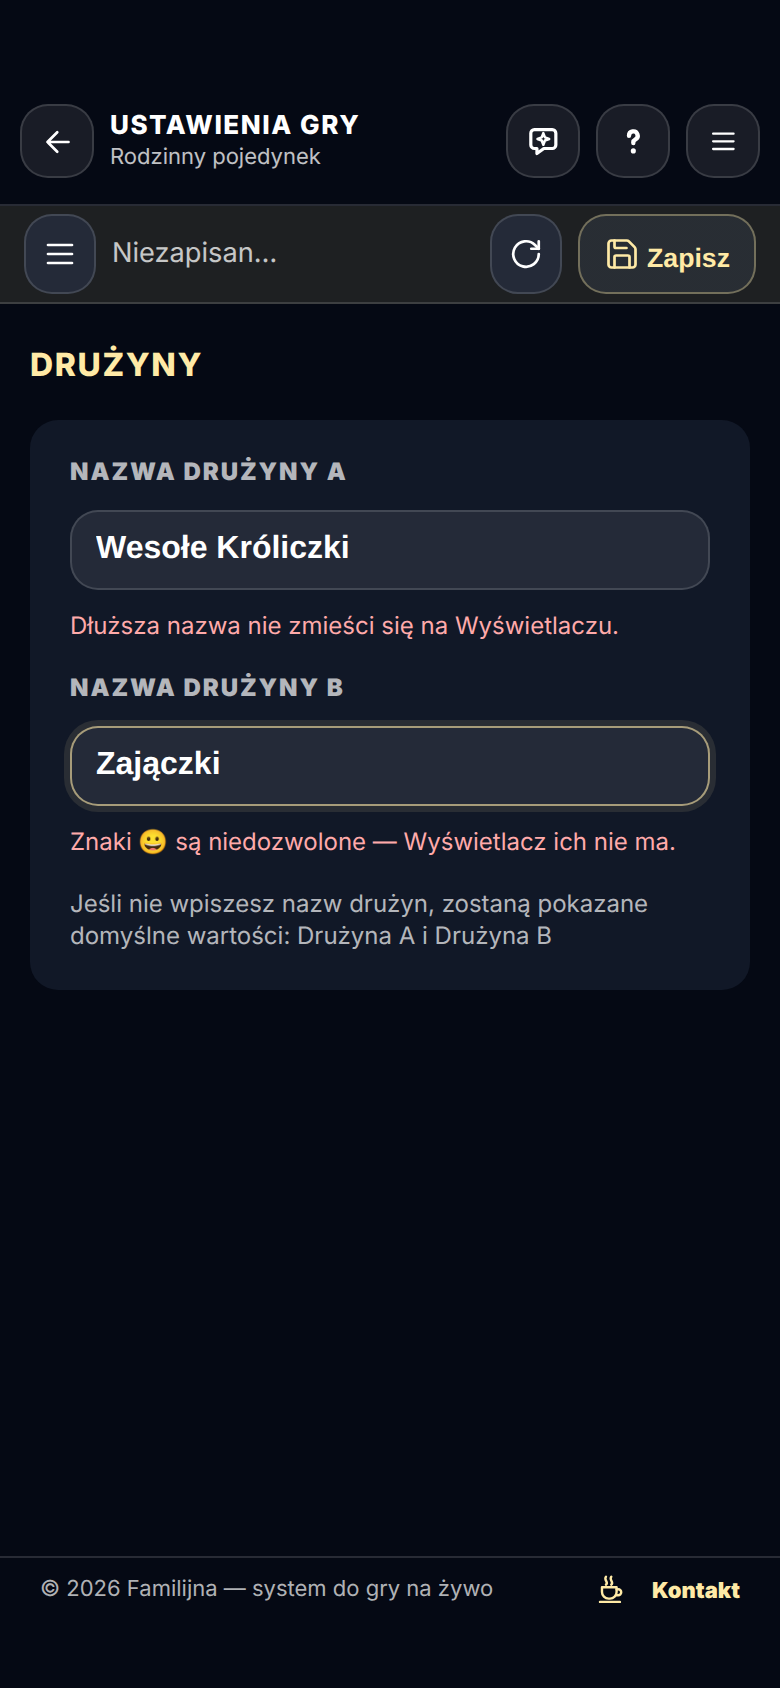 USTAWIENIA GRY
Rodzinny pojedynek
?
Niezapisan...
Zapisz
DRUŻYNY
NAZWA DRUŻYNY A
Wesołe Króliczki
Dłuższa nazwa nie zmieści się na Wyświetlaczu.
NAZWA DRUŻYNY B
Zajączki
Znaki 😀 są niedozwolone — Wyświetlacz ich nie ma.
Jeśli nie wpiszesz nazw drużyn, zostaną pokazane
domyślne wartości: Drużyna A i Drużyna B
© 2026 Familijna — system do gry na żywo
Kontakt